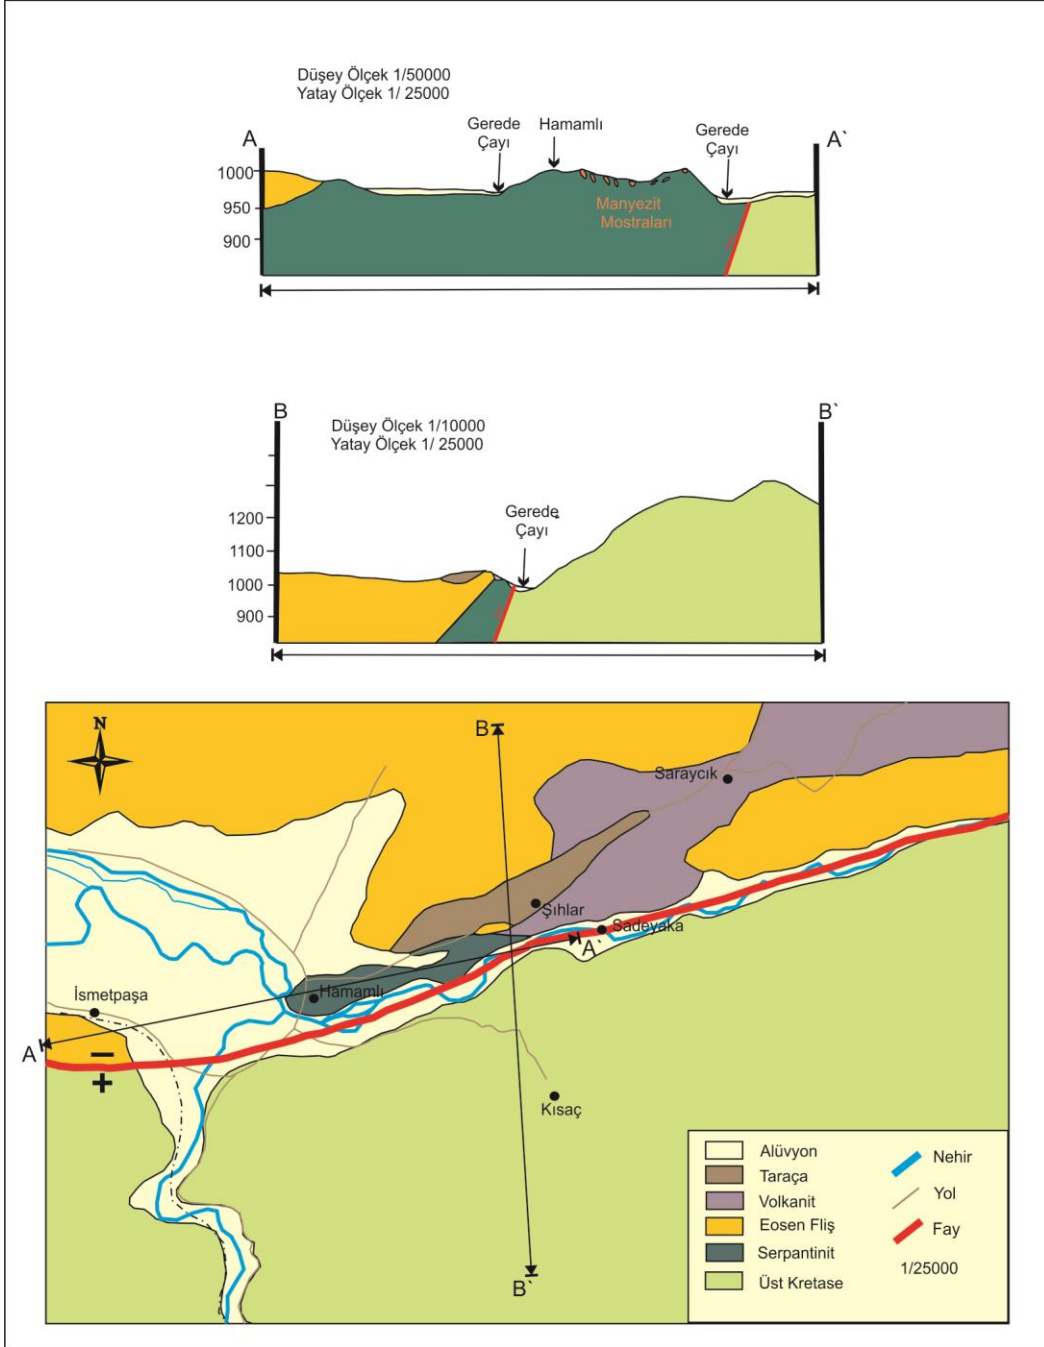 Düşey Ölçek 1/50000
Yatay Ölçek 1/ 25000
A
Gerede
Çayı
Hamamlı
Gerede
Çayı
A`
1000
950
900
Manyezit
Mostraları
B
Düşey Ölçek 1/10000
Yatay Ölçek 1/ 25000
B`
Gerede
Çayı
1200
1100
1000
900
N
B
Saraycık
Şıhlar
Sadeyaka
A`
Hamamlı
İsmetpaşa
A
−
+
Kısaç
B`
Alüvyon
Taraça
Volkanit
Eosen Fliş
Serpantinit
Üst Kretase
Nehir
Yol
Fay
1/25000